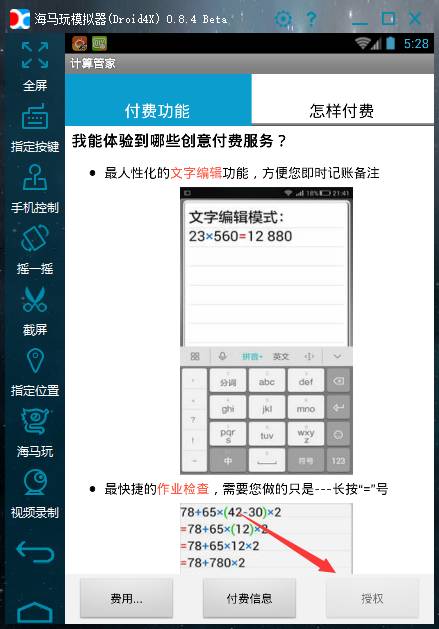 海马玩模拟器(Droid4X) 0.8.4 Beta
5:28
全屏
指定按键
手机控制
摇一摇
截屏
指定位置
海马玩
视频录制
计算管家
付费功能
怎样付费
我能体验到哪些创意付费服务？
• 最人性化的文字编辑功能，方便您即时记账备注
18% 21:41
文字编辑模式：
23×560=12 880
拼音+ 英文
分词 abc def
ghi jkl mno
pqrs tuv wxyz
中 符号 123
• 最快捷的作业检查，需要您做的只是---长按"="号
78+65×(42-30)×2
=78+65×(12)×2
=78+65×12×2
=78+780×2
费用...
付费信息
授权